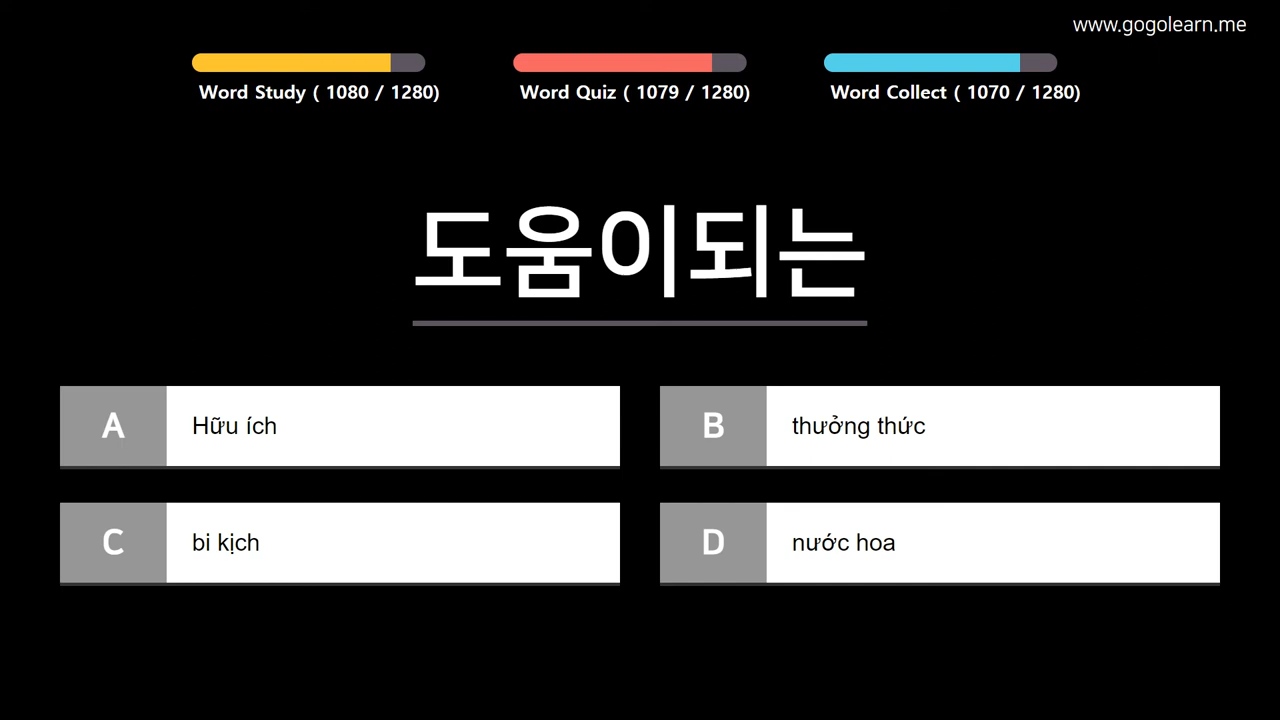 www.gogolearn.me
Word Study ( 1080 / 1280)
Word Quiz ( 1079 / 1280)
Word Collect ( 1070 / 1280)
도움이되는
A
Hữu ích
B
thưởng thức
C
bi kịch
D
nước hoa